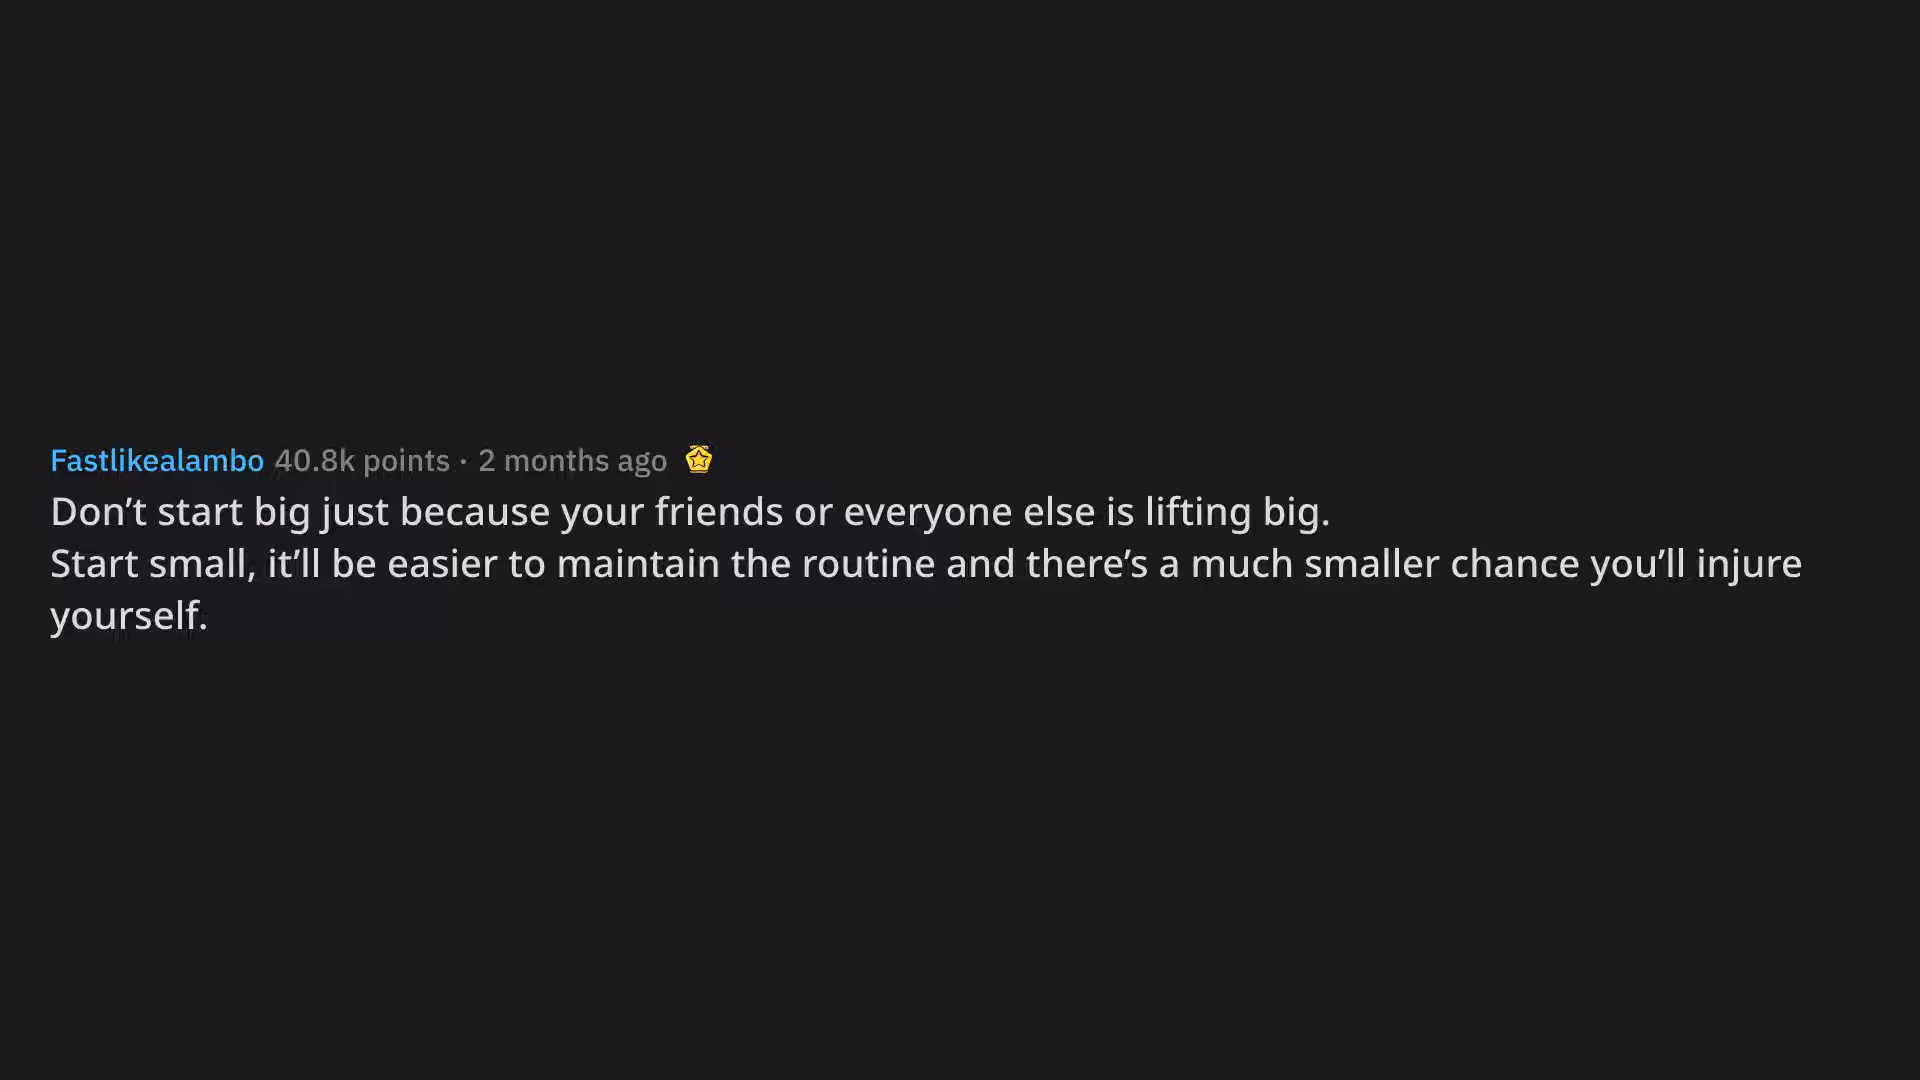 Fastlikealambo 40.8k points · 2 months ago
Don’t start big just because your friends or everyone else is lifting big.
Start small, it’ll be easier to maintain the routine and there’s a much smaller chance you’ll injure
yourself.